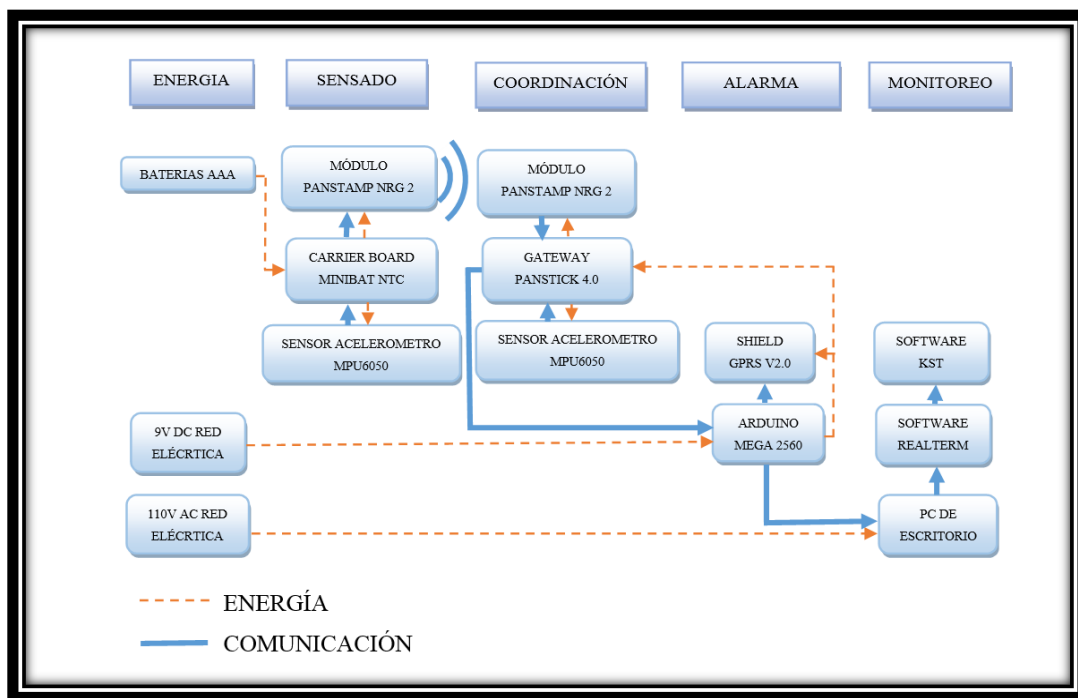 ENERGIA
SENSADO
COORDINACIÓN
ALARMA
MONITOREO
BATERIAS AAA
MÓDULO
PANSTAMP NRG 2
MÓDULO
PANSTAMP NRG 2
CARRIER BOARD
MINIBAT NTC
GATEWAY
PANSTICK 4.0
SENSOR ACELEROMETRO
MPU6050
SENSOR ACELEROMETRO
MPU6050
SHIELD
GPRS V2.0
SOFTWARE
KST
9V DC RED
ELÉCRTICA
ARDUINO
MEGA 2560
SOFTWARE
REALTERM
110V AC RED
ELÉCRTICA
PC DE
ESCRITORIO
ENERGÍA
COMUNICACIÓN